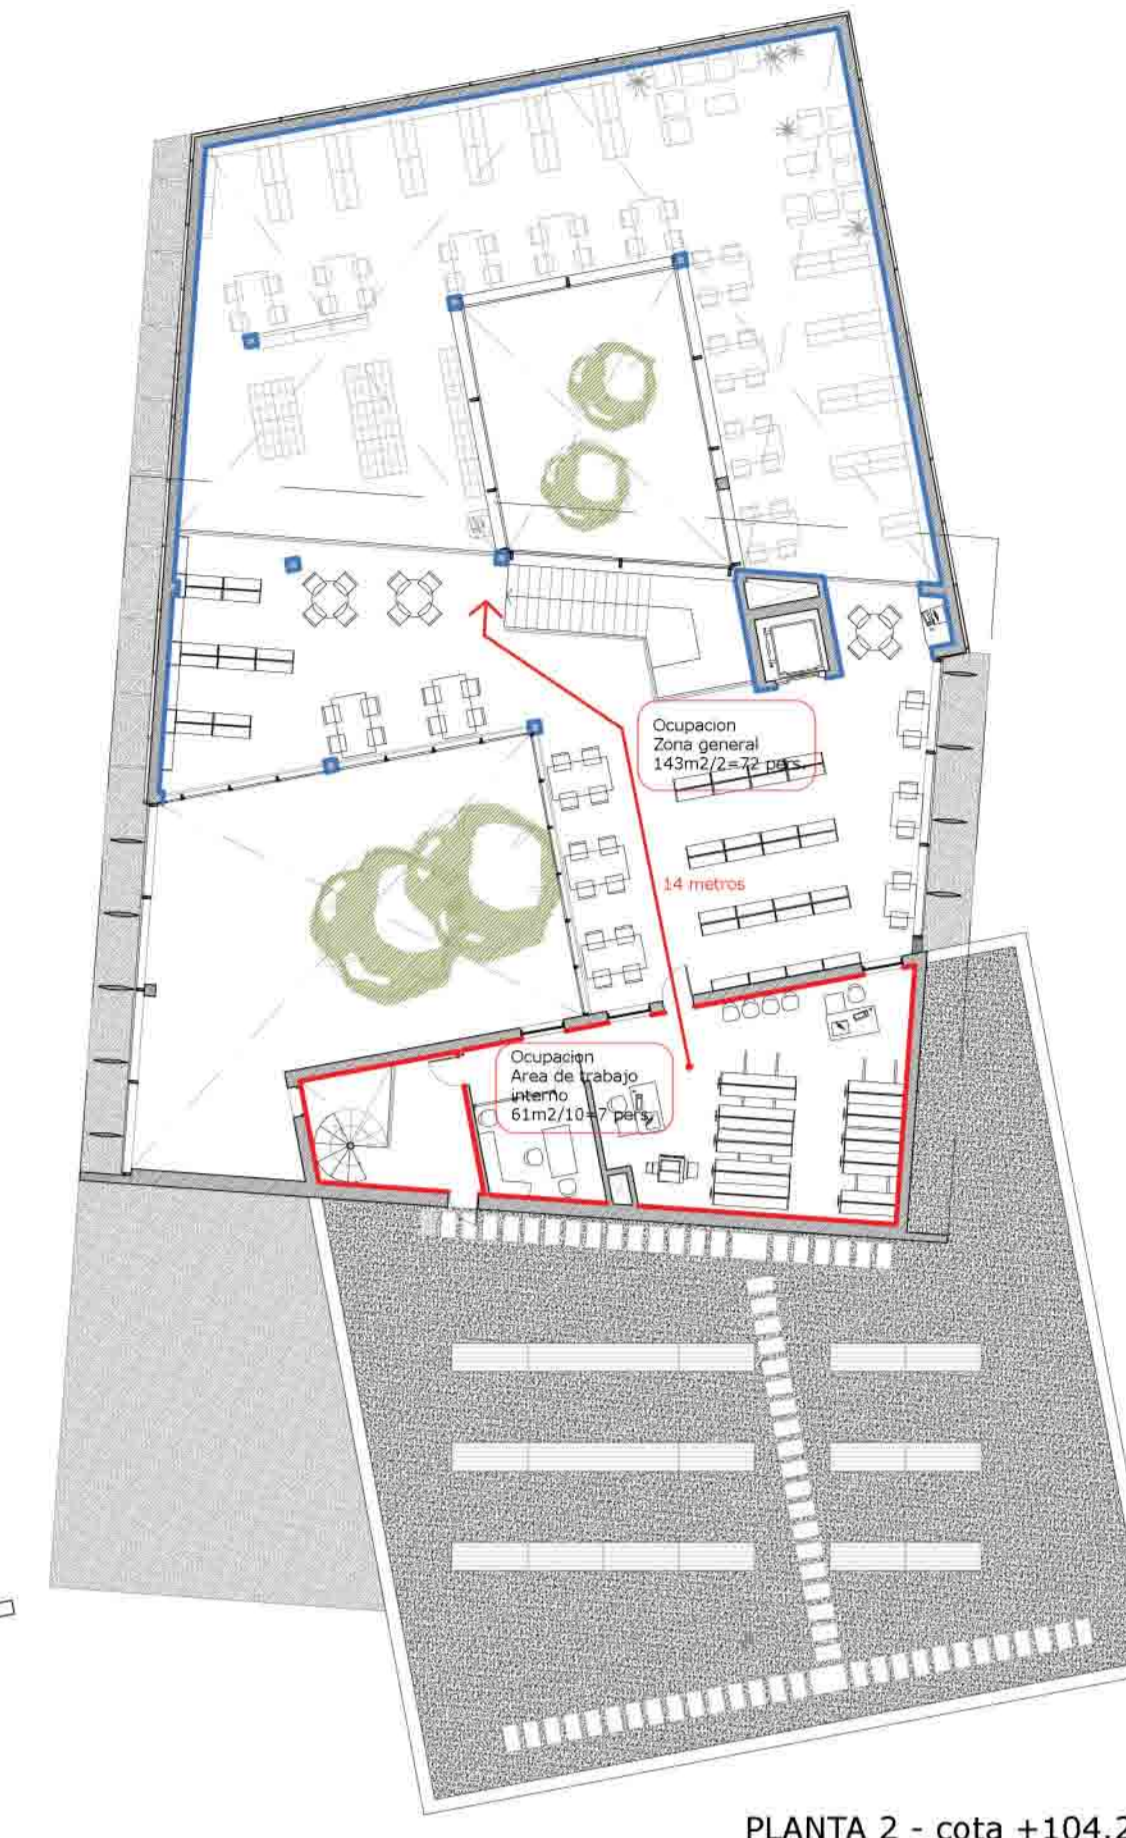 Ocupacion
Zona general
143m2/2=72 pers.
14 metros
Ocupacion
Area de trabajo
interno
61m2/10=7 pers.
PLANTA 2 - cota +104.2